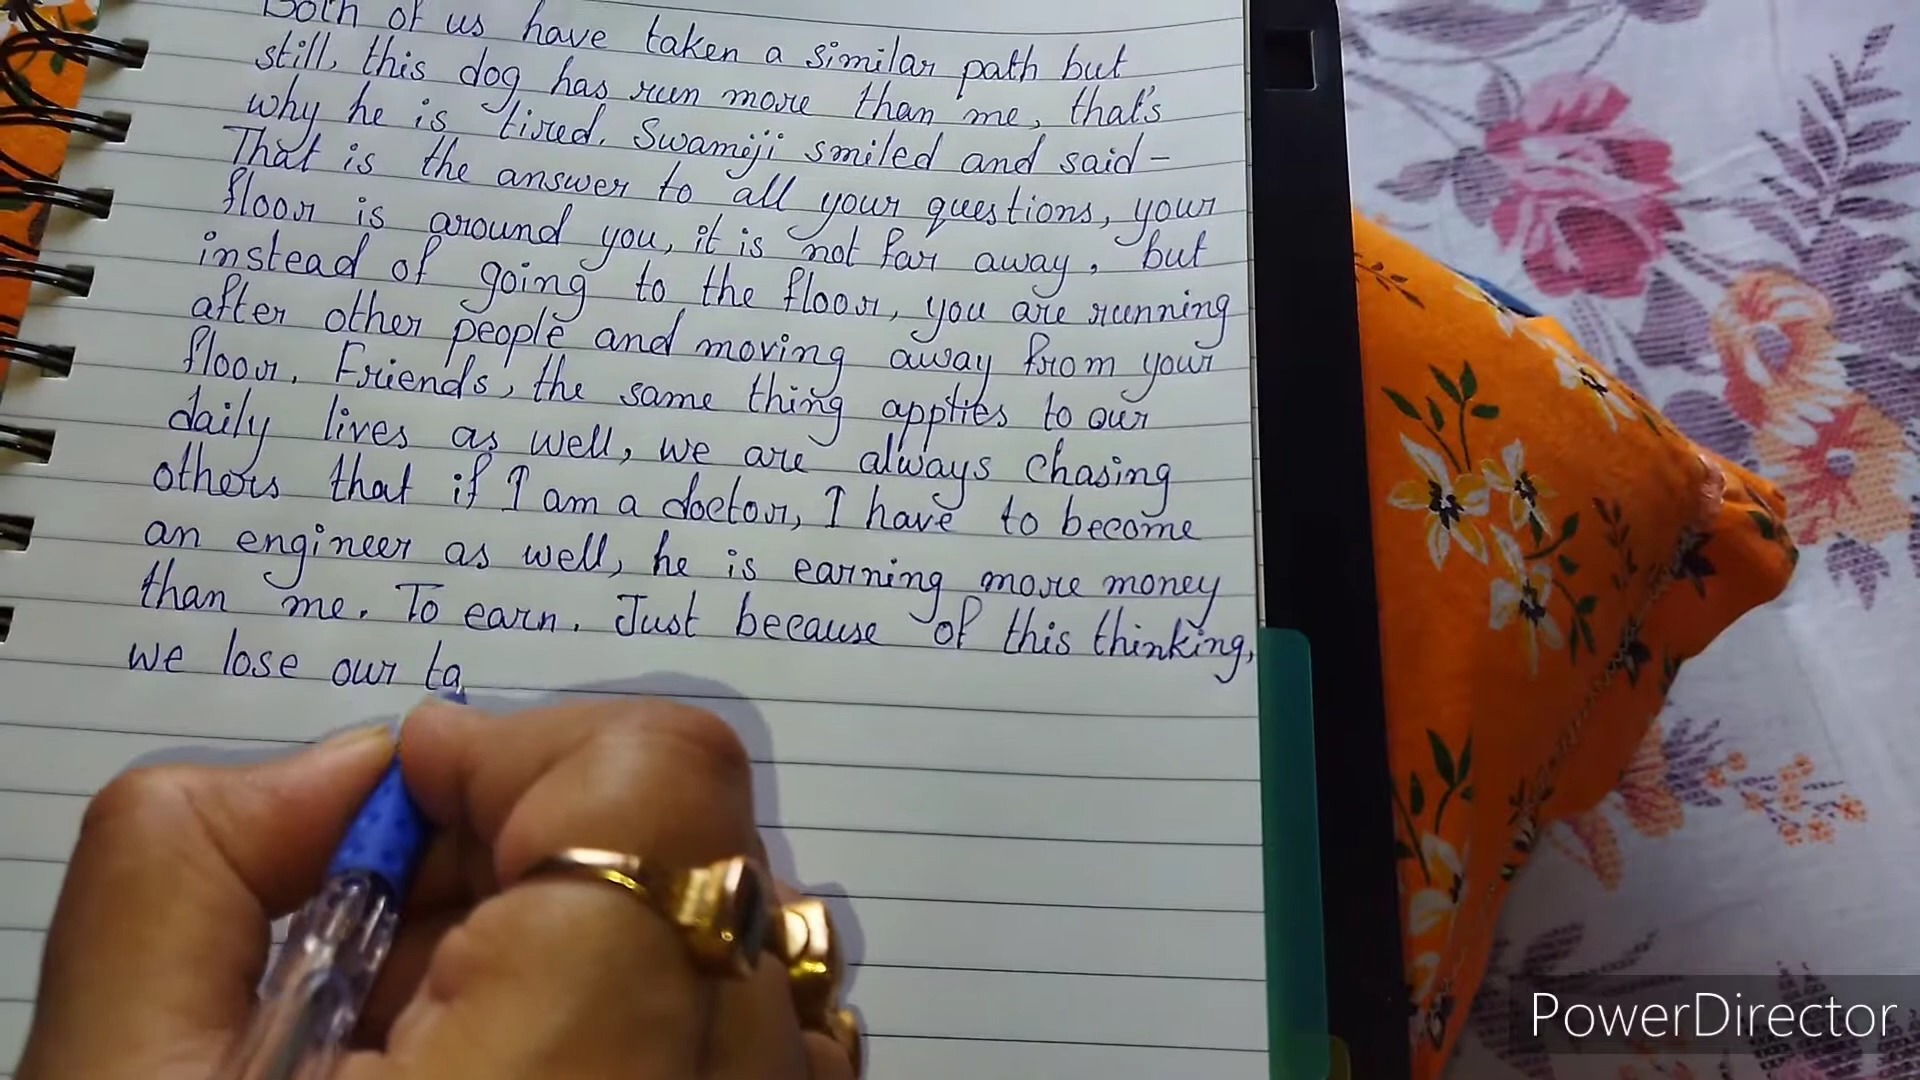 Both of us have taken a similar path but
still, this dog has run more than me, that's
why he is tired. Swamiji smiled and said-
That is the answer to all your questions, your
floor is around you, it is not far away, but
instead of going to the floor, you are running
after other people and moving away from your
floor. Friends, the same thing applies to our
daily lives as well, we are always chasing
others that if I am a doctor, I have to become
an engineer as well, he is earning more money
than me. To earn. Just because of this thinking,
we lose our ta
PowerDirector